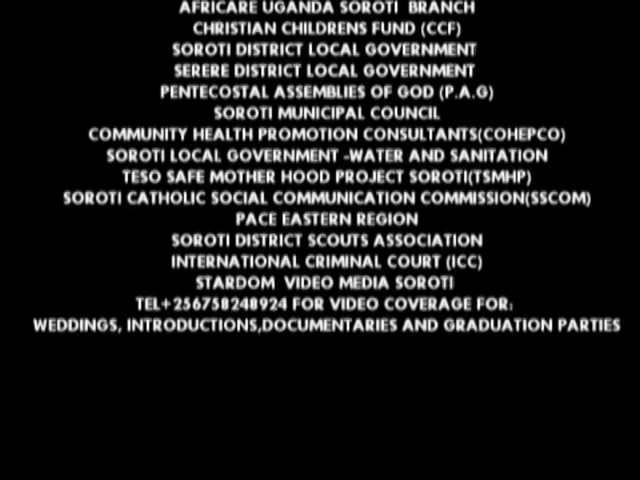 AFRICARE UGANDA SOROTI BRANCH
CHRISTIAN CHILDRENS FUND (CCF)
SOROTI DISTRICT LOCAL GOVERNMENT
SERERE DISTRICT LOCAL GOVERNMENT
PENTECOSTAL ASSEMBLIES OF GOD (P.A.G)
SOROTI MUNICIPAL COUNCIL
COMMUNITY HEALTH PROMOTION CONSULTANTS(COHEPCO)
SOROTI LOCAL GOVERNMENT -WATER AND SANITATION
TESO SAFE MOTHER HOOD PROJECT SOROTI(TSMHP)
SOROTI CATHOLIC SOCIAL COMMUNICATION COMMISSION(SSCOM)
PACE EASTERN REGION
SOROTI DISTRICT SCOUTS ASSOCIATION
INTERNATIONAL CRIMINAL COURT (ICC)
STARDOM VIDEO MEDIA SOROTI
TEL+256758248924 FOR VIDEO COVERAGE FOR:
WEDDINGS, INTRODUCTIONS,DOCUMENTARIES AND GRADUATION PARTIES